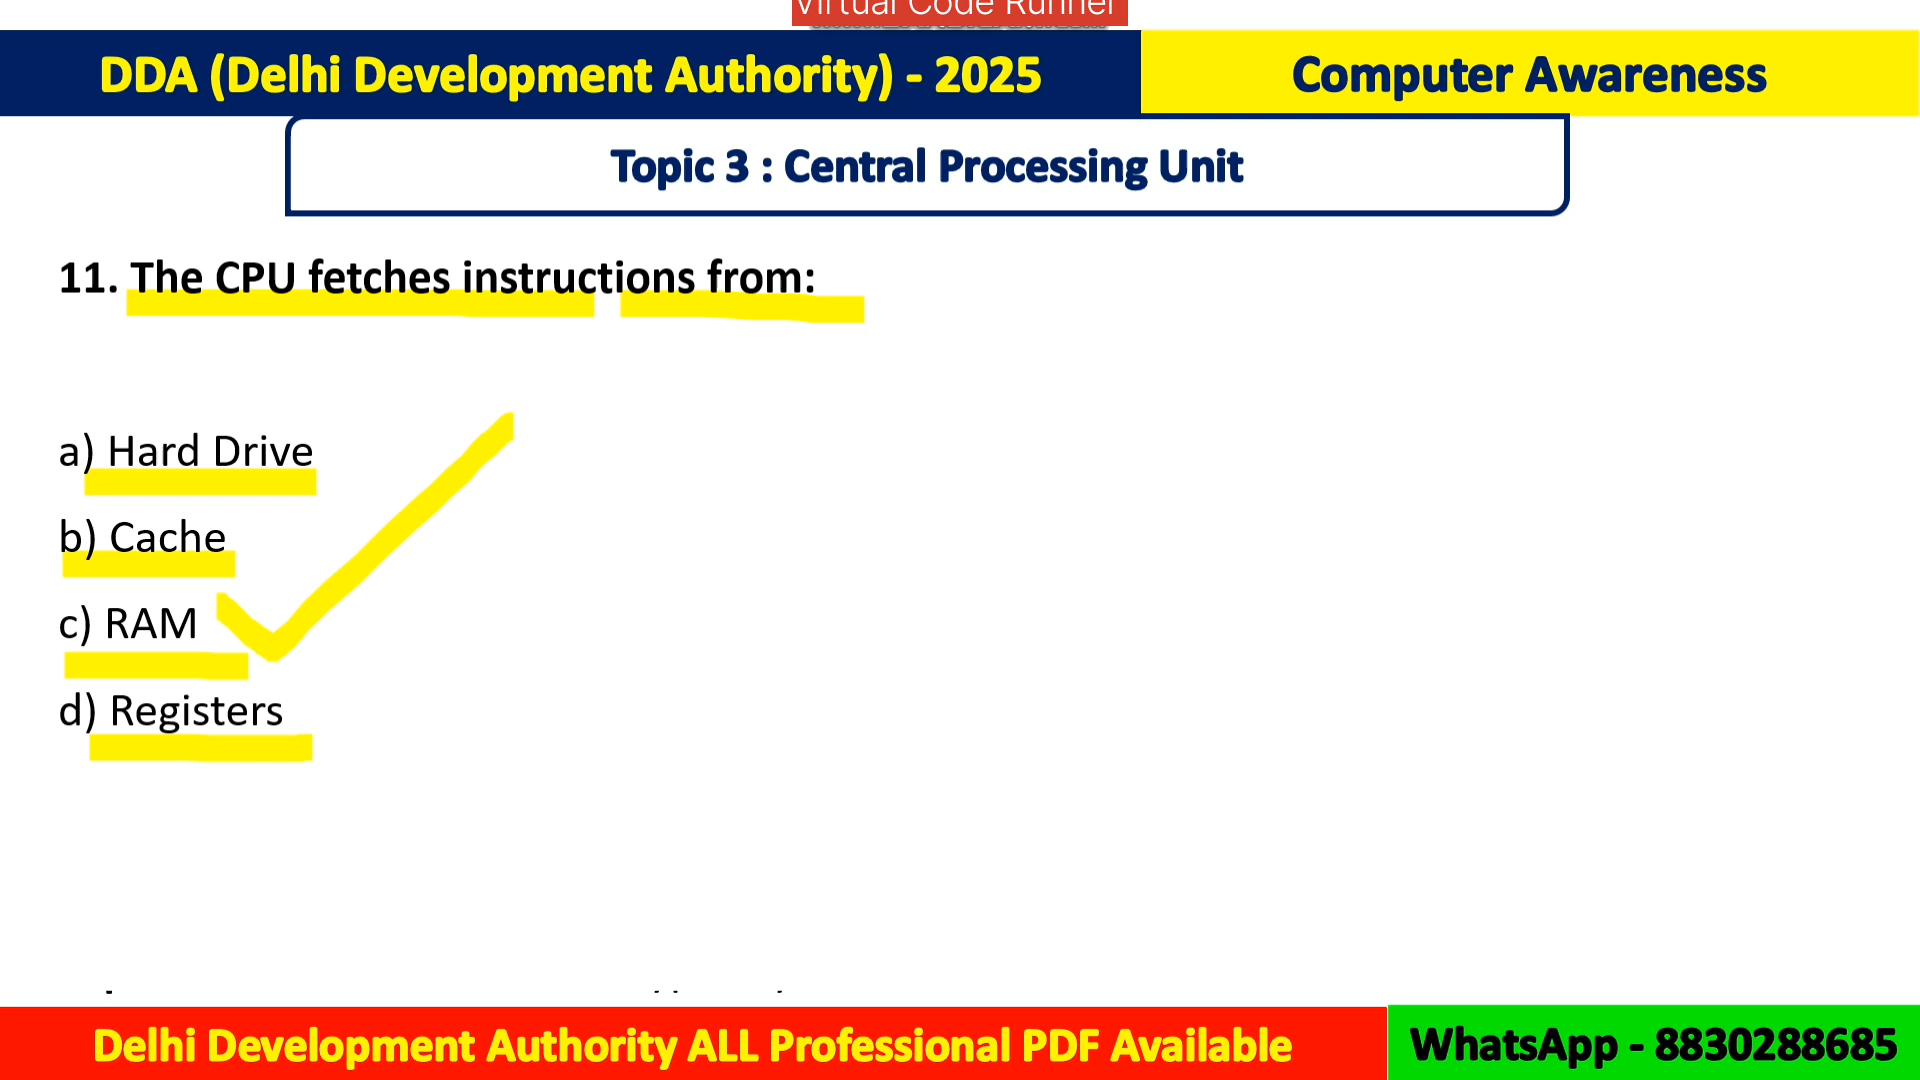 Virtual Code Runner
DDA (Delhi Development Authority) - 2025
Computer Awareness
Topic 3 : Central Processing Unit
11. The CPU fetches instructions from:
a) Hard Drive
b) Cache
c) RAM
d) Registers
Delhi Development Authority ALL Professional PDF Available
WhatsApp - 8830288685